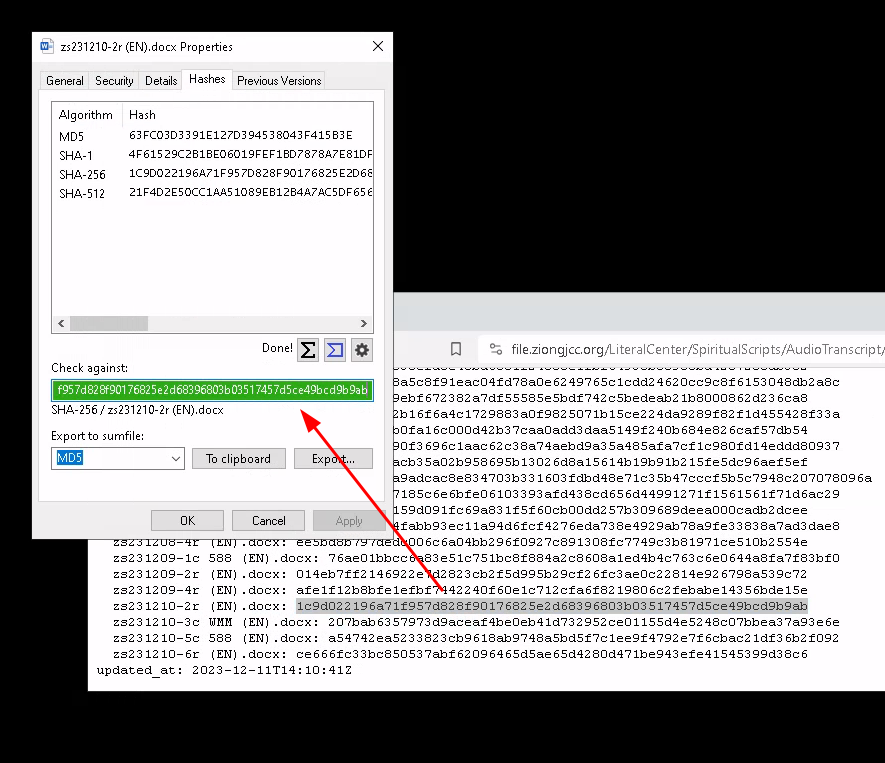 zs231210-2r (EN).docx Properties
General Security Details Hashes Previous Versions
Algorithm Hash
MD5 63FC03D3391E127D394538043F415B3E
SHA-1 4F61529C2B1BE06019FEF1BD7878A7E81DF
SHA-256 1C9D022196A71F957D828F90176825E2D68
SHA-512 21F4D2E50CC1AA51089EB12B4A7AC5DF656
Done!
Check against:
f957d828f90176825e2d68396803b03517457d5ce49bcd9b9ab
SHA-256 / zs231210-2r (EN).docx
Export to sumfile:
MD5 To clipboard Export...
OK Cancel Apply
file.ziongjcc.org/LiteralCenter/SpiritualScripts/AudioTranscript/
8a5c8f91eac04fd78a0e6249765c1cdd24620cc9c8f6153048db2a8c
9ebf672382a7df55585e5bdf742c5bedeab21b8000862d236ca8
2b16f6a4c1729883a0f9825071b15ce224da9289f82f1d455428f33a
b0fa16c000d42b37caa0add3daa5149f240b684e826caf57db54
90f3696c1aac62c38a74aebd9a35a485afa7cf1c980fd14eddd80937
acb35a02b958695b13026d8a15614b19b91b215fe5dc96aef5ef
a9adcac8e834703b331603fdbd48e71c35b47cccf5b5c7948c207078096a
7185c6e6bfe06103393afd438cd656d44991271f1561561f71d6ac29
159d091fc69a831f5f60cb00dd257b309689deea000cadb2dcee
4fabb93ec11a94d6fcf4276eda738e4929ab78a9fe33838a7ad3dae8
zs231208-4r (EN).docx: ee5bd8b797dedd006c6a04bb296f0927c891308fc7749c3b81971ce510b2554e
zs231209-1c 588 (EN).docx: 76ae01bbcc6a83e51c751bc8f884a2c8608a1ed4b4c763c6e0644a8fa7f83bf0
zs231209-2r (EN).docx: 014eb7ff2146922e7d2823cb2f5d995b29cf26fc3ae0c22814e926798a539c72
zs231209-4r (EN).docx: afe1f12b8bfe1efbf7442240f60e1c712cfa6f8219806c2febabe14356bde15e
zs231210-2r (EN).docx: 1c9d022196a71f957d828f90176825e2d68396803b03517457d5ce49bcd9b9ab
zs231210-3c WMM (EN).docx: 207bab6357973d9aceaf4be0eb41d732952ce01155d4e5248c07bbea37a93e6e
zs231210-5c 588 (EN).docx: a54742ea5233823cb9618ab9748a5bd5f7c1ee9f4792e7f6cbac21df36b2f092
zs231210-6r (EN).docx: ce666fc33bc850537abf62096465d5ae65d4280d471be943efe41545399d38c6
updated_at: 2023-12-11T14:10:41Z